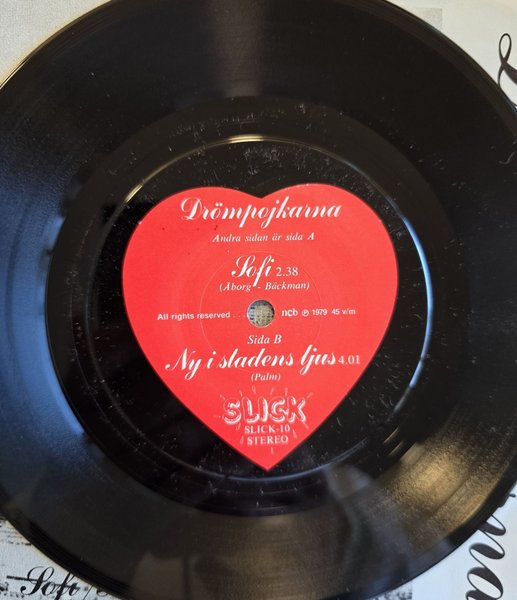 Drömpojkarna
Andra sidan är sida A
Sofi 2.38
(Åborg - Bäckman)
All rights reserved . . . ncb ℗ 1979 45 v/m
Sida B
Ny i stadens ljus 4.01
(Palm)
SLICK
SLICK-10
STEREO
Sofi